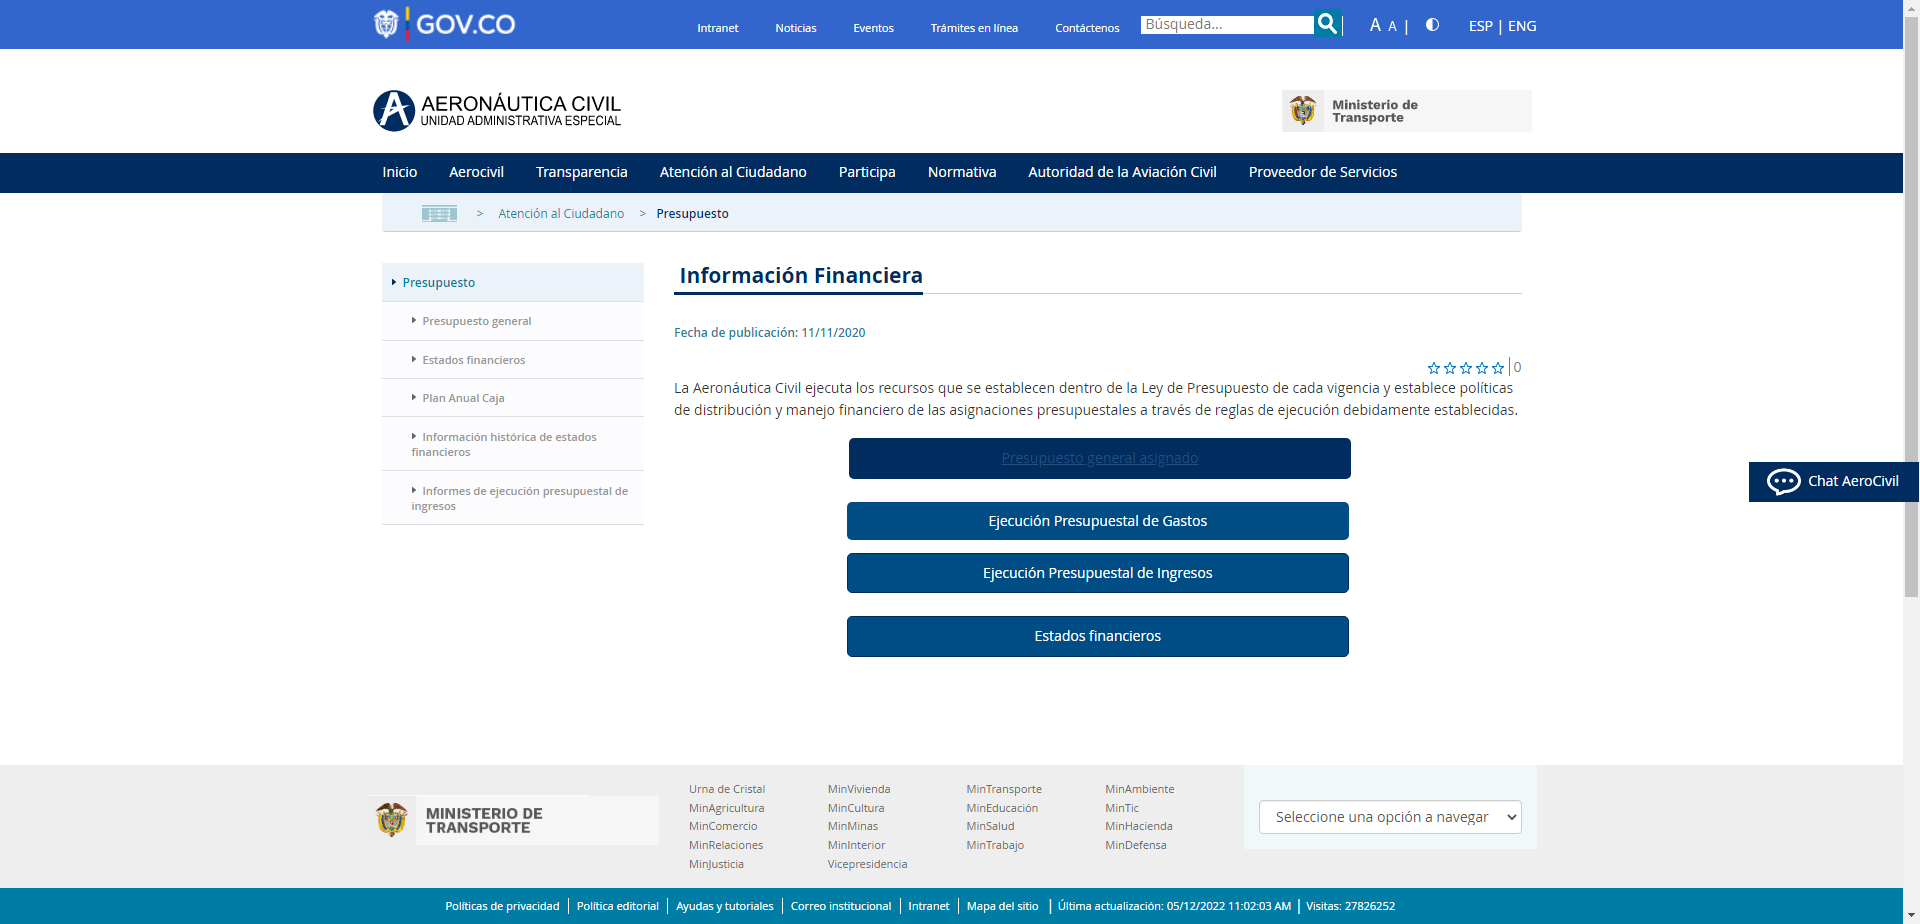 GOV.CO
Intranet
Noticias
Eventos
Trámites en línea
Contáctenos
Búsqueda...
A A |
ESP | ENG
AERONÁUTICA CIVIL
UNIDAD ADMINISTRATIVA ESPECIAL
Ministerio de
Transporte
Inicio
Aerocivil
Transparencia
Atención al Ciudadano
Participa
Normativa
Autoridad de la Aviación Civil
Proveedor de Servicios
> Atención al Ciudadano > Presupuesto
Presupuesto
Presupuesto general
Estados financieros
Plan Anual Caja
Información histórica de estados
financieros
Informes de ejecución presupuestal de
ingresos
Información Financiera
Fecha de publicación: 11/11/2020
0
La Aeronáutica Civil ejecuta los recursos que se establecen dentro de la Ley de Presupuesto de cada vigencia y establece políticas
de distribución y manejo financiero de las asignaciones presupuestales a través de reglas de ejecución debidamente establecidas.
Presupuesto general asignado
Ejecución Presupuestal de Gastos
Ejecución Presupuestal de Ingresos
Estados financieros
Chat AeroCivil
MINISTERIO DE
TRANSPORTE
Urna de Cristal
MinAgricultura
MinComercio
MinRelaciones
MinJusticia
MinVivienda
MinCultura
MinMinas
MinInterior
Vicepresidencia
MinTransporte
MinEducación
MinSalud
MinTrabajo
MinAmbiente
MinTic
MinHacienda
MinDefensa
Seleccione una opción a navegar
Políticas de privacidad | Política editorial | Ayudas y tutoriales | Correo institucional | Intranet | Mapa del sitio | Última actualización: 05/12/2022 11:02:03 AM | Visitas: 27826252